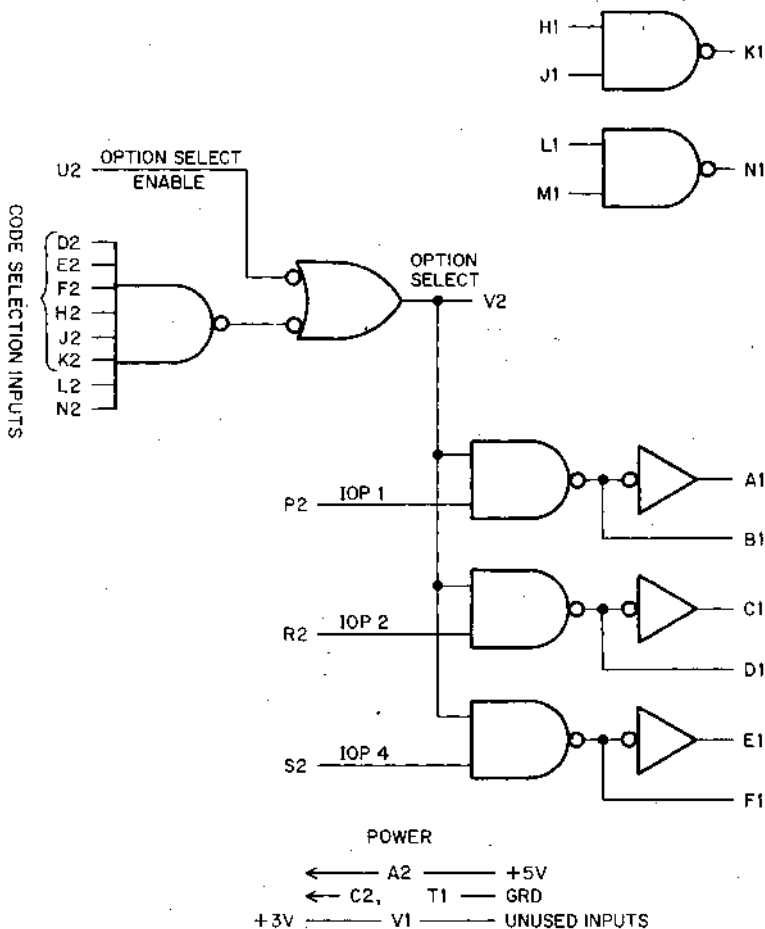 H1
K1
J1
L1
N1
M1
U2 OPTION SELECT
ENABLE
CODE SELECTION INPUTS
D2
E2
F2
H2
J2
K2
L2
N2
OPTION
SELECT
V2
A1
P2 IOP 1
B1
C1
R2 IOP 2
D1
E1
S2 IOP 4
F1
POWER
A2 +5V
C2, T1 GRD
+3V V1 UNUSED INPUTS